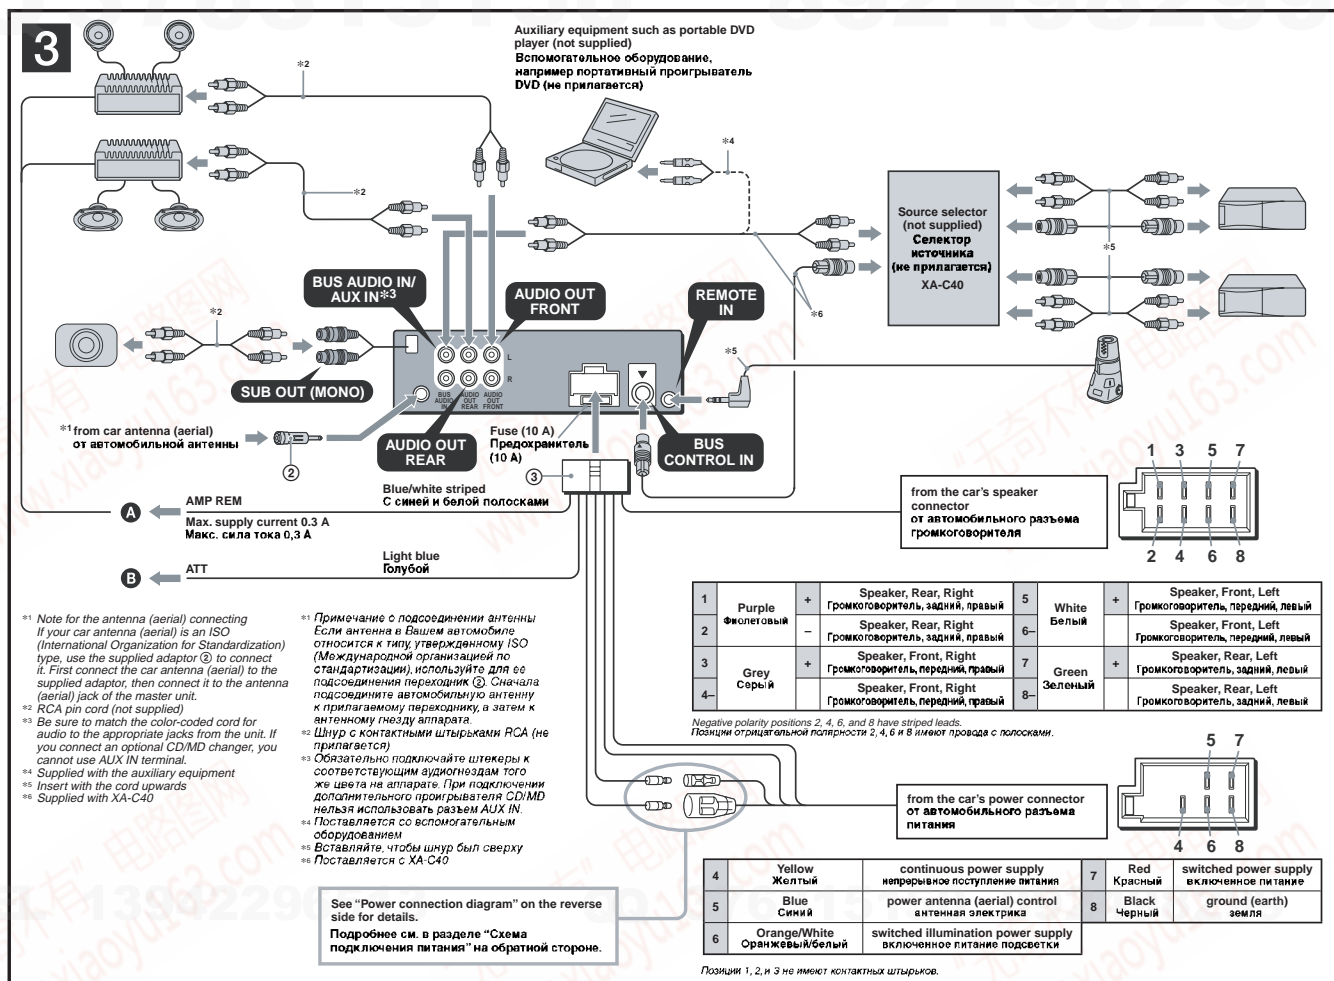 3
Auxiliary equipment such as portable DVD
player (not supplied)
Вспомогательное оборудование,
например портативный проигрыватель
DVD (не прилагается)
*2
*2
*4
Source selector
(not supplied)
Селектор
источника
(не прилагается)
XA-C40
*5
*6
BUS AUDIO IN/
AUX IN*3
AUDIO OUT
FRONT
REMOTE
IN
*2
*5
L
R
BUS
AUDIO
IN
AUDIO
OUT
REAR
AUDIO
OUT
FRONT
SUB OUT (MONO)
*1 from car antenna (aerial)
от автомобильной антенны
2
AUDIO OUT
REAR
Fuse (10 A)
Предохранитель
(10 A)
BUS
CONTROL IN
3
Blue/white striped
С синей и белой полосками
A
AMP REM
Max. supply current 0.3 A
Макс. сила тока 0,3 А
Light blue
Голубой
B
ATT
from the car's speaker
connector
от автомобильного разъема
громкоговорителя
1 3 5 7
2 4 6 8
1 Purple Фиолетовый + Speaker, Rear, Right
Громкоговоритель, задний, правый
2 – Speaker, Rear, Right
Громкоговоритель, задний, правый
3 Grey Серый + Speaker, Front, Right
Громкоговоритель, передний, правый
4– Speaker, Front, Right
Громкоговоритель, передний, правый
5 White Белый + Speaker, Front, Left
Громкоговоритель, передний, левый
6– Speaker, Front, Left
Громкоговоритель, передний, левый
7 Green Зеленый + Speaker, Rear, Left
Громкоговоритель, задний, левый
8– Speaker, Rear, Left
Громкоговоритель, задний, левый
Negative polarity positions 2, 4, 6, and 8 have striped leads.
Позиции отрицательной полярности 2, 4, 6 и 8 имеют провода с полосками.
*1 Note for the antenna (aerial) connecting
If your car antenna (aerial) is an ISO
(International Organization for Standardization)
type, use the supplied adaptor 2 to connect
it. First connect the car antenna (aerial) to the
supplied adaptor, then connect it to the antenna
(aerial) jack of the master unit.
*2 RCA pin cord (not supplied)
*3 Be sure to match the color-coded cord for
audio to the appropriate jacks from the unit. If
you connect an optional CD/MD changer, you
cannot use AUX IN terminal.
*4 Supplied with the auxiliary equipment
*5 Insert with the cord upwards
*6 Supplied with XA-C40
*1 Примечание о подсоединении антенны
Если антенна в Вашем автомобиле
относится к типу, утвержденному ISO
(Международной организацией по
стандартизации), используйте для ее
подсоединения переходник 2. Сначала
подсоедините автомобильную антенну
к прилагаемому переходнику, а затем к
антенному гнезду аппарата.
*2 Шнур с контактными штырьками RCA (не
прилагается)
*3 Обязательно подключайте штекеры к
соответствующим аудиогнездам того
же цвета на аппарате. При подключении
дополнительного проигрывателя CD/MD
нельзя использовать разъем AUX IN.
*4 Поставляется со вспомогательным
оборудованием
*5 Вставляйте, чтобы шнур был сверху
*6 Поставляется с XA-C40
from the car's power connector
от автомобильного разъема
питания
5 7
4 6 8
See "Power connection diagram" on the reverse
side for details.
Подробнее см. в разделе "Схема
подключения питания" на обратной стороне.
4 Yellow Желтый continuous power supply
непрерывное поступление питания
5 Blue Синий power antenna (aerial) control
антенная электрика
6 Orange/White Оранжевый/белый switched illumination power supply
включенное питание подсветки
7 Red Красный switched power supply
включенное питание
8 Black Черный ground (earth)
земля
Позиции 1, 2, и 3 не имеют контактных штырьков.